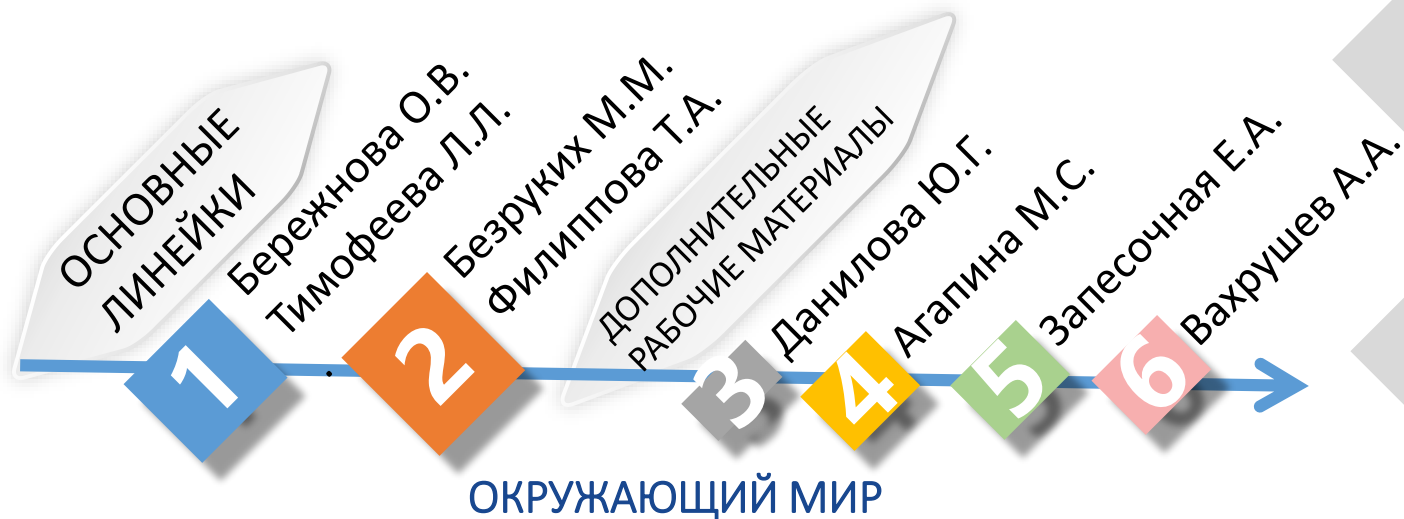 ОСНОВНЫЕ
ЛИНЕЙКИ
1
Бережнова О.В.
Тимофеева Л.Л.
.
2
Безруких М.М.
Филиппова Т.А.
ДОПОЛНИТЕЛЬНЫЕ
РАБОЧИЕ МАТЕРИАЛЫ
3
Данилова Ю.Г.
4
Агапина М.С.
5
Запесочная Е.А.
6
Вахрушев А.А.
ОКРУЖАЮЩИЙ МИР